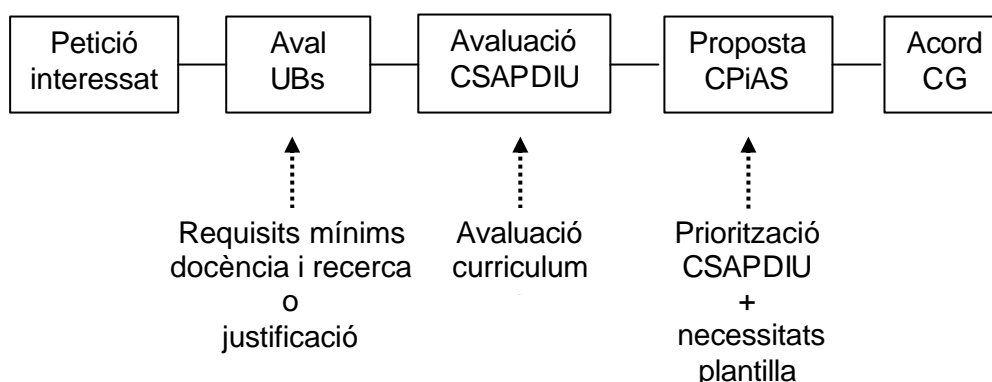 Petició
interessat
Aval
UBs
Avaluació
CSAPDIU
Proposta
CPiAS
Acord
CG
Requisits mínims
docència i recerca
o
justificació
Avaluació
curriculum
Priorització
CSAPDIU
+
necessitats
plantilla